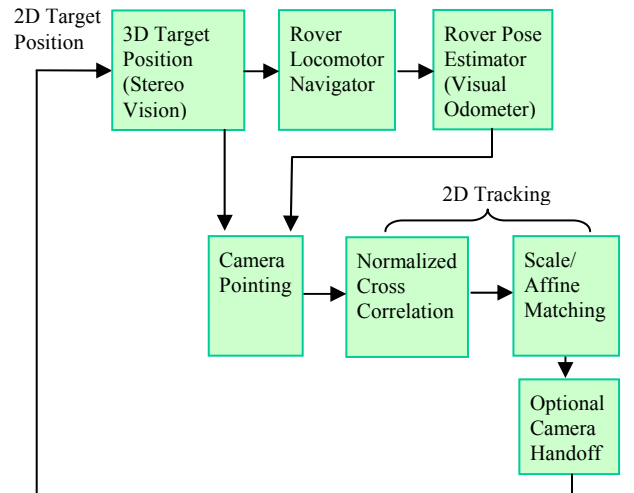 2D Target
Position
3D Target
Position
(Stereo
Vision)
Rover
Locomotor
Navigator
Rover Pose
Estimator
(Visual
Odometer)
2D Tracking
Camera
Pointing
Normalized
Cross
Correlation
Scale/
Affine
Matching
Optional
Camera
Handoff